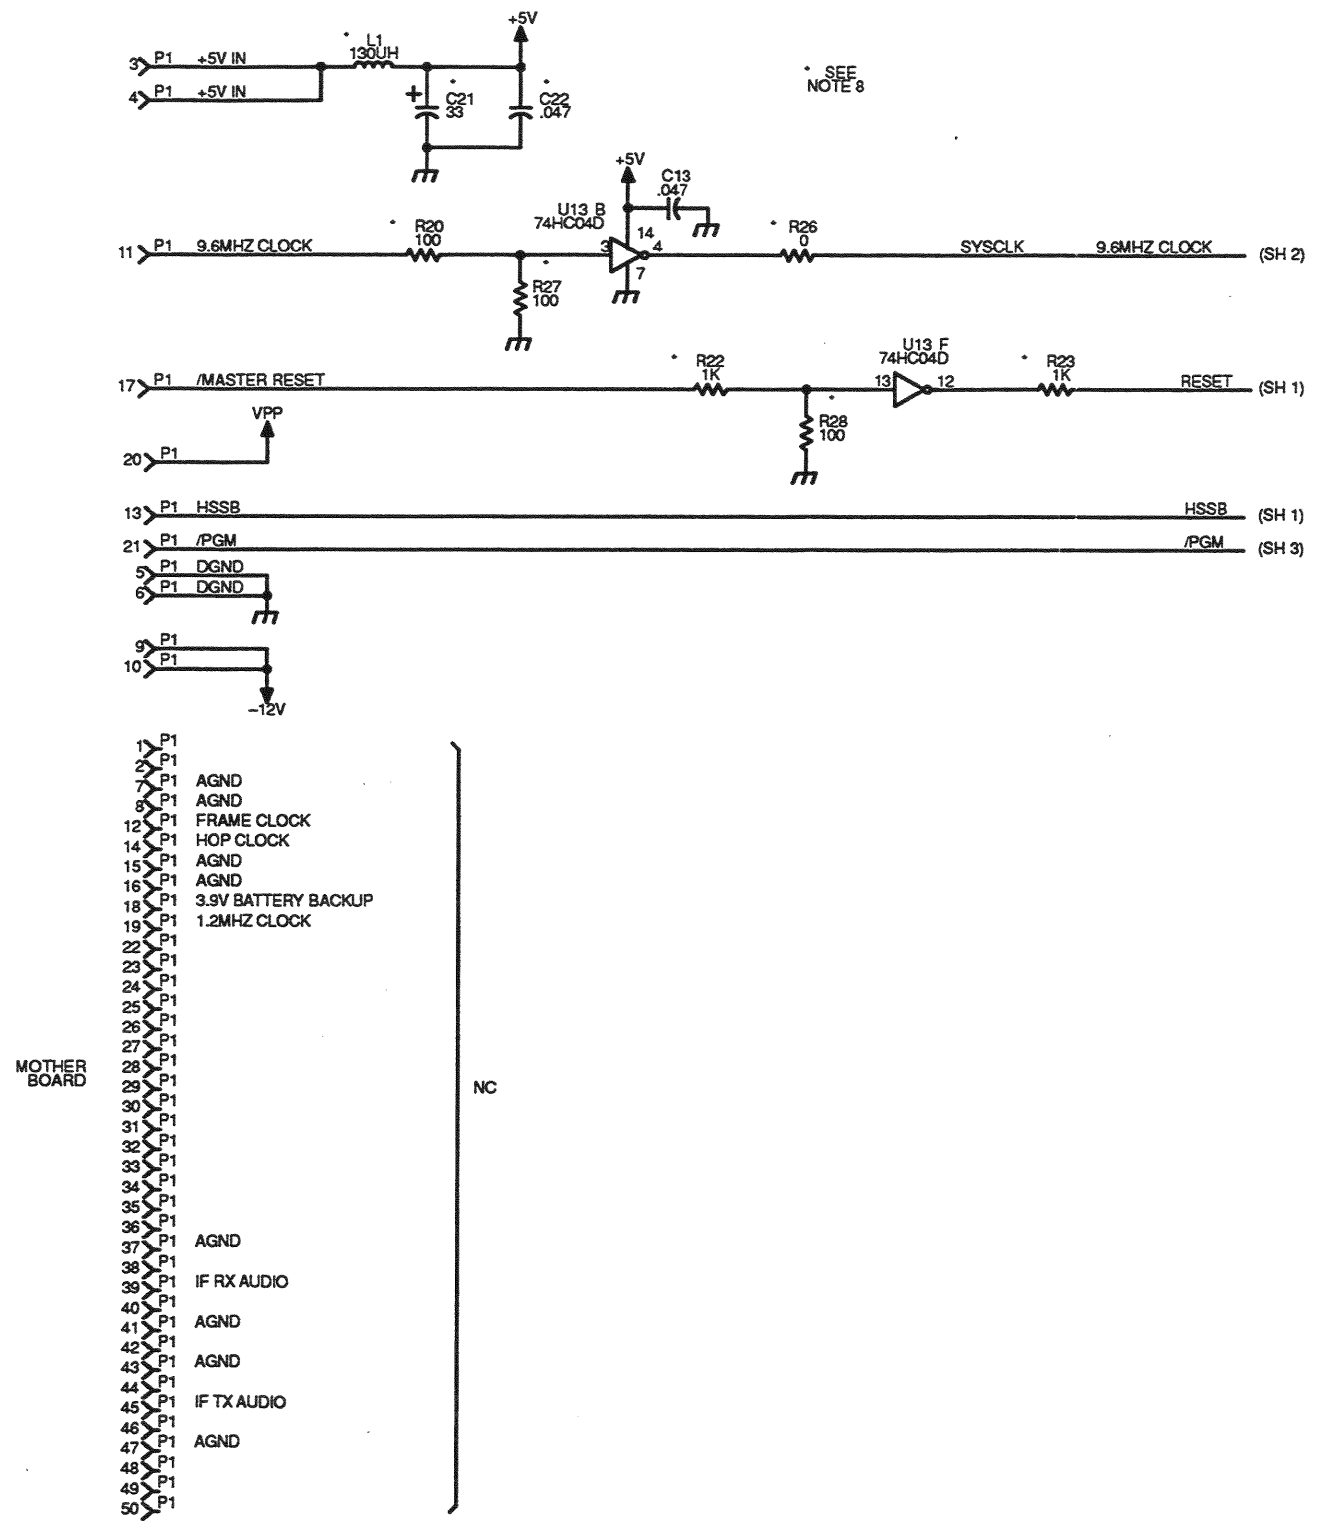 +5V
L1
130UH
3 P1 +5V IN
4 P1 +5V IN
+ C21
33
C22
.047
* SEE
NOTE 8
+5V
C13
.047
U13 B
74HC04D
14
R20
100
R26
0
11 P1 9.6MHZ CLOCK
3
4
SYSCLK 9.6MHZ CLOCK (SH 2)
7
R27
100
U13 F
74HC04D
R22
1K
R23
1K
17 P1 /MASTER RESET
13
12
RESET (SH 1)
R28
100
VPP
20 P1
13 P1 HSSB
HSSB (SH 1)
21 P1 /PGM
/PGM (SH 3)
5 P1 DGND
6 P1 DGND
9 P1
10 P1
-12V
1 P1
2 P1
7 P1 AGND
8 P1 AGND
12 P1 FRAME CLOCK
14 P1 HOP CLOCK
15 P1 AGND
16 P1 AGND
18 P1 3.9V BATTERY BACKUP
19 P1 1.2MHZ CLOCK
22 P1
23 P1
24 P1
25 P1
26 P1
27 P1
28 P1
29 P1
30 P1
31 P1
32 P1
33 P1
34 P1
35 P1
36 P1
37 P1 AGND
38 P1
39 P1 IF RX AUDIO
40 P1
41 P1 AGND
42 P1
43 P1 AGND
44 P1
45 P1 IF TX AUDIO
46 P1
47 P1 AGND
48 P1
49 P1
50 P1
MOTHER
BOARD
NC